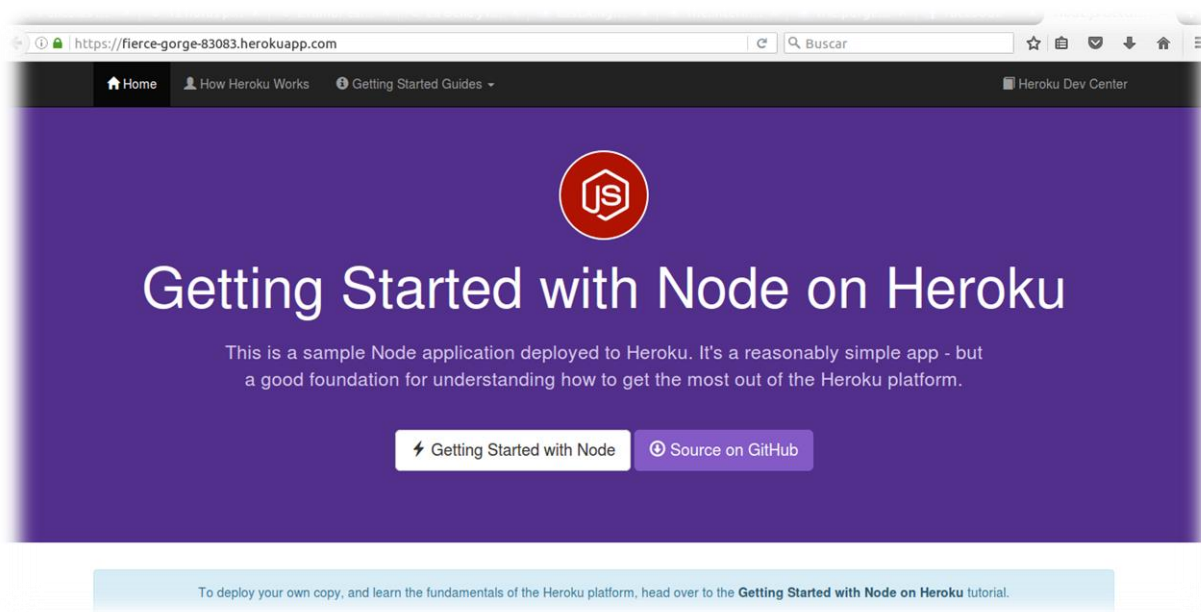 https://fierce-gorge-83083.herokuapp.com Buscar
Home How Heroku Works Getting Started Guides Heroku Dev Center
JS
Getting Started with Node on Heroku
This is a sample Node application deployed to Heroku. It's a reasonably simple app - but
a good foundation for understanding how to get the most out of the Heroku platform.
Getting Started with Node Source on GitHub
To deploy your own copy, and learn the fundamentals of the Heroku platform, head over to the Getting Started with Node on Heroku tutorial.